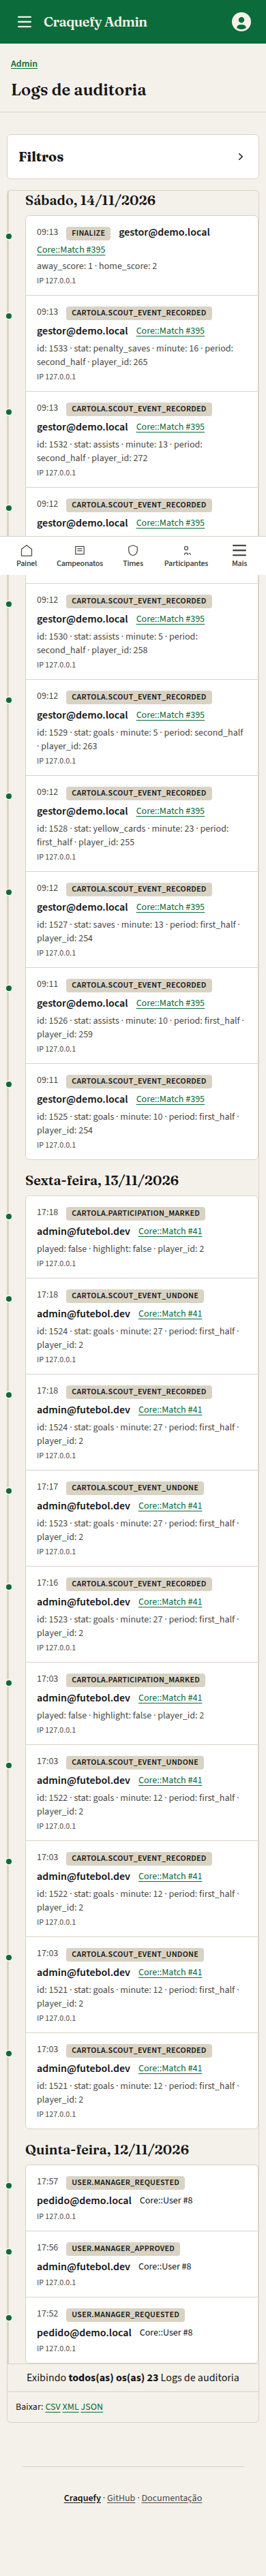 Craquefy Admin
Admin
Logs de auditoria
Filtros
Sábado, 14/11/2026
09:13 FINALIZE gestor@demo.local
Core::Match #395
away_score: 1 · home_score: 2
IP 127.0.0.1
09:13 CARTOLA.SCOUT_EVENT_RECORDED
gestor@demo.local Core::Match #395
id: 1533 · stat: penalty_saves · minute: 16 · period:
second_half · player_id: 265
IP 127.0.0.1
09:13 CARTOLA.SCOUT_EVENT_RECORDED
gestor@demo.local Core::Match #395
id: 1532 · stat: assists · minute: 13 · period:
second_half · player_id: 272
IP 127.0.0.1
09:12 CARTOLA.SCOUT_EVENT_RECORDED
gestor@demo.local Core::Match #395
Painel Campeonatos Times Participantes Mais
09:12 CARTOLA.SCOUT_EVENT_RECORDED
gestor@demo.local Core::Match #395
id: 1530 · stat: assists · minute: 5 · period:
second_half · player_id: 258
IP 127.0.0.1
09:12 CARTOLA.SCOUT_EVENT_RECORDED
gestor@demo.local Core::Match #395
id: 1529 · stat: goals · minute: 5 · period: second_half
· player_id: 263
IP 127.0.0.1
09:12 CARTOLA.SCOUT_EVENT_RECORDED
gestor@demo.local Core::Match #395
id: 1528 · stat: yellow_cards · minute: 23 · period:
first_half · player_id: 255
IP 127.0.0.1
09:12 CARTOLA.SCOUT_EVENT_RECORDED
gestor@demo.local Core::Match #395
id: 1527 · stat: saves · minute: 13 · period: first_half ·
player_id: 254
IP 127.0.0.1
09:11 CARTOLA.SCOUT_EVENT_RECORDED
gestor@demo.local Core::Match #395
id: 1526 · stat: assists · minute: 10 · period: first_half ·
player_id: 259
IP 127.0.0.1
09:11 CARTOLA.SCOUT_EVENT_RECORDED
gestor@demo.local Core::Match #395
id: 1525 · stat: goals · minute: 10 · period: first_half ·
player_id: 254
IP 127.0.0.1
Sexta-feira, 13/11/2026
17:18 CARTOLA.PARTICIPATION_MARKED
admin@futebol.dev Core::Match #41
played: false · highlight: false · player_id: 2
IP 127.0.0.1
17:18 CARTOLA.SCOUT_EVENT_UNDONE
admin@futebol.dev Core::Match #41
id: 1524 · stat: goals · minute: 27 · period: first_half ·
player_id: 2
IP 127.0.0.1
17:18 CARTOLA.SCOUT_EVENT_RECORDED
admin@futebol.dev Core::Match #41
id: 1524 · stat: goals · minute: 27 · period: first_half ·
player_id: 2
IP 127.0.0.1
17:17 CARTOLA.SCOUT_EVENT_UNDONE
admin@futebol.dev Core::Match #41
id: 1523 · stat: goals · minute: 27 · period: first_half ·
player_id: 2
IP 127.0.0.1
17:16 CARTOLA.SCOUT_EVENT_RECORDED
admin@futebol.dev Core::Match #41
id: 1523 · stat: goals · minute: 27 · period: first_half ·
player_id: 2
IP 127.0.0.1
17:03 CARTOLA.PARTICIPATION_MARKED
admin@futebol.dev Core::Match #41
played: false · highlight: false · player_id: 2
IP 127.0.0.1
17:03 CARTOLA.SCOUT_EVENT_UNDONE
admin@futebol.dev Core::Match #41
id: 1522 · stat: goals · minute: 12 · period: first_half ·
player_id: 2
IP 127.0.0.1
17:03 CARTOLA.SCOUT_EVENT_RECORDED
admin@futebol.dev Core::Match #41
id: 1522 · stat: goals · minute: 12 · period: first_half ·
player_id: 2
IP 127.0.0.1
17:03 CARTOLA.SCOUT_EVENT_UNDONE
admin@futebol.dev Core::Match #41
id: 1521 · stat: goals · minute: 12 · period: first_half ·
player_id: 2
IP 127.0.0.1
17:03 CARTOLA.SCOUT_EVENT_RECORDED
admin@futebol.dev Core::Match #41
id: 1521 · stat: goals · minute: 12 · period: first_half ·
player_id: 2
IP 127.0.0.1
Quinta-feira, 12/11/2026
17:57 USER.MANAGER_REQUESTED
pedido@demo.local Core::User #8
IP 127.0.0.1
17:56 USER.MANAGER_APPROVED
admin@futebol.dev Core::User #8
IP 127.0.0.1
17:52 USER.MANAGER_REQUESTED
pedido@demo.local Core::User #8
IP 127.0.0.1
Exibindo todos(as) os(as) 23 Logs de auditoria
Baixar: CSV XML JSON
Craquefy · GitHub · Documentação